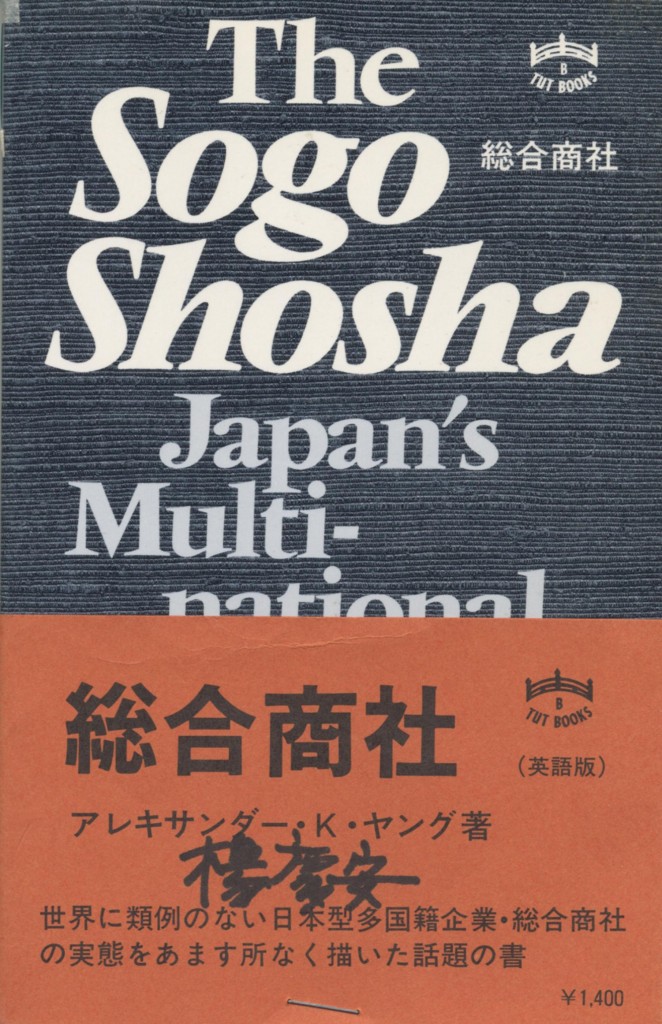 The
Sogo
Shosha
B
TUT BOOKS
総合商社
Japan's
Multi-
national
総合商社
B
TUT BOOKS
(英語版)
アレキサンダー・K・ヤング著
世界に類例のない日本型多国籍企業・総合商社
の実態をあます所なく描いた話題の書
¥1,400